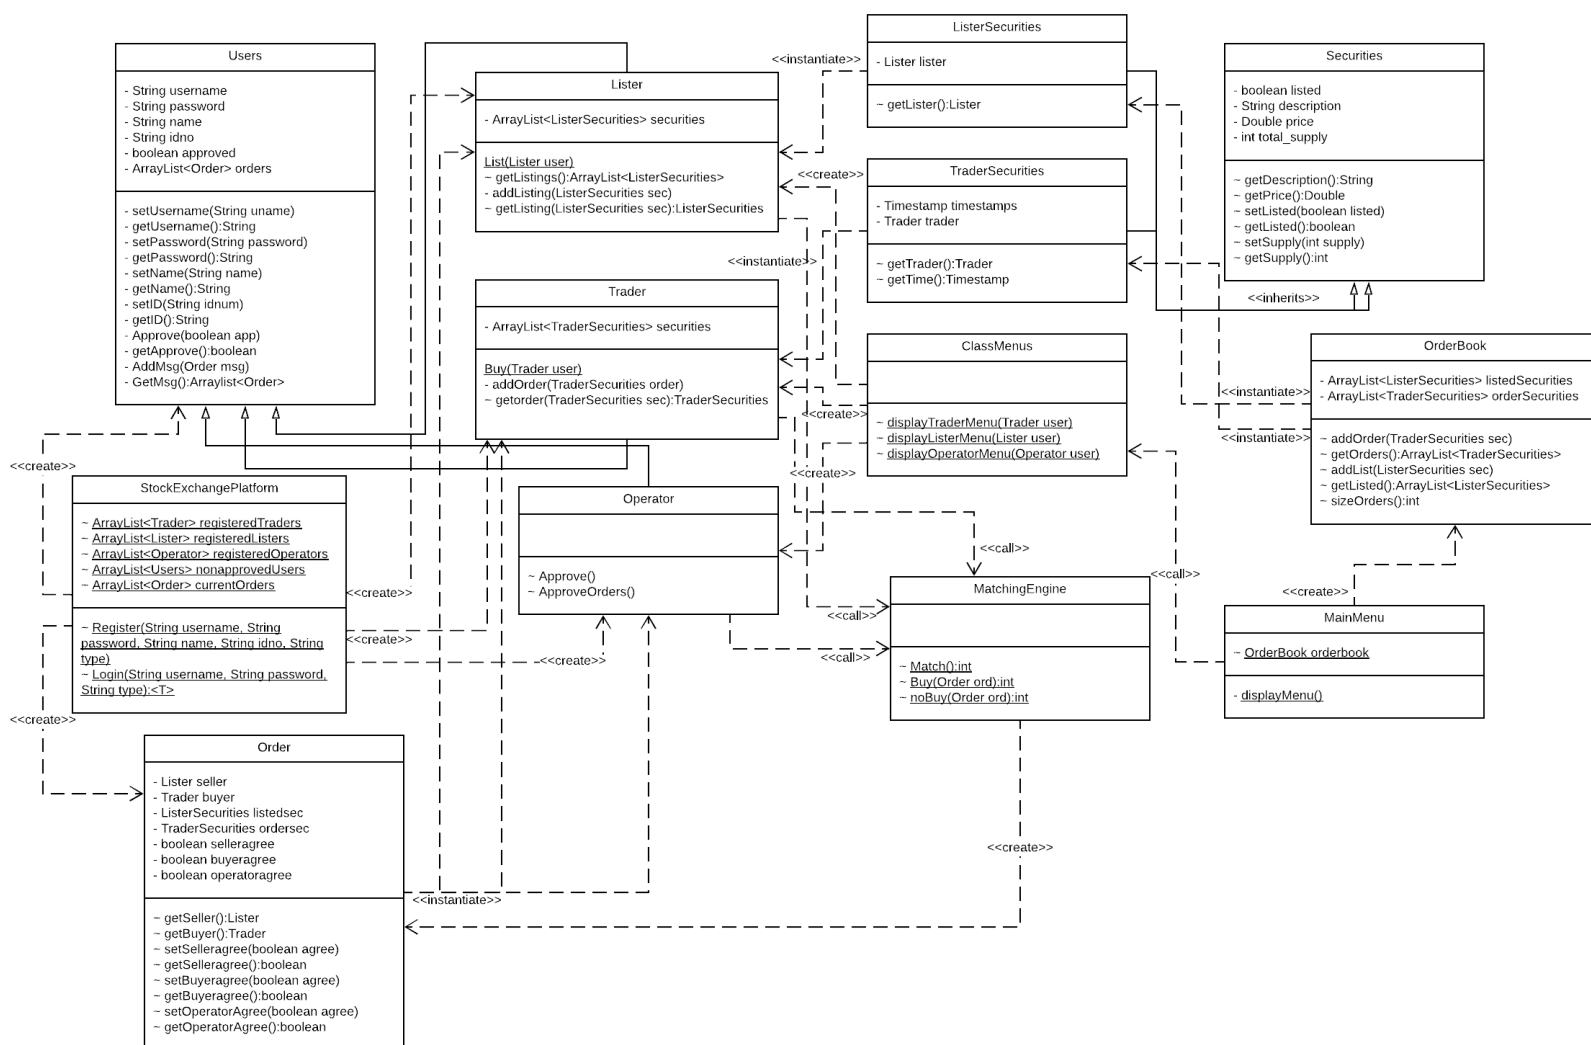 Users
- String username
- String password
- String name
- String idno
- boolean approved
- ArrayList<Order> orders
- setUsername(String uname)
- getUsername():String
- setPassword(String password)
- getPassword():String
- setName(String name)
- getName():String
- setID(String idnum)
- getID():String
- Approve(boolean app)
- getApprove():boolean
- AddMsg(Order msg)
- GetMsg():Arraylist<Order>
Lister
- ArrayList<ListerSecurities> securities
List(Lister user)
~ getListings():ArrayList<ListerSecurities>
- addListing(ListerSecurities sec)
~ getListing(ListerSecurities sec):ListerSecurities
<<instantiate>>
ListerSecurities
- Lister lister
~ getLister():Lister
Securities
- boolean listed
- String description
- Double price
- int total_supply
~ getDescription():String
~ getPrice():Double
~ setListed(boolean listed)
~ getListed():boolean
~ setSupply(int supply)
~ getSupply():int
<<create>>
TraderSecurities
- Timestamp timestamps
- Trader trader
~ getTrader():Trader
~ getTime():Timestamp
<<instantiate>>
<<inherits>>
Trader
- ArrayList<TraderSecurities> securities
Buy(Trader user)
- addOrder(TraderSecurities order)
~ getorder(TraderSecurities sec):TraderSecurities
ClassMenus
~ displayTraderMenu(Trader user)
~ displayListerMenu(Lister user)
~ displayOperatorMenu(Operator user)
<<create>>
<<create>>
<<instantiate>>
<<instantiate>>
OrderBook
- ArrayList<ListerSecurities> listedSecurities
- ArrayList<TraderSecurities> orderSecurities
~ addOrder(TraderSecurities sec)
~ getOrders():ArrayList<TraderSecurities>
~ addList(ListerSecurities sec)
~ getListed():ArrayList<ListerSecurities>
~ sizeOrders():int
<<create>>
StockExchangePlatform
~ ArrayList<Trader> registeredTraders
~ ArrayList<Lister> registeredListers
~ ArrayList<Operator> registeredOperators
~ ArrayList<Users> nonapprovedUsers
~ ArrayList<Order> currentOrders
~ Register(String username, String
password, String name, String idno, String
type)
~ Login(String username, String password,
String type):<T>
<<create>>
<<create>>
<<create>>
Operator
~ Approve()
~ ApproveOrders()
<<call>>
<<call>>
<<call>>
<<call>>
MatchingEngine
~ Match():int
~ Buy(Order ord):int
~ noBuy(Order ord):int
<<create>>
MainMenu
~ OrderBook orderbook
- displayMenu()
<<create>>
Order
- Lister seller
- Trader buyer
- ListerSecurities listedsec
- TraderSecurities ordersec
- boolean selleragree
- boolean buyeragree
- boolean operatoragree
~ getSeller():Lister
~ getBuyer():Trader
~ setSelleragree(boolean agree)
~ getSelleragree():boolean
~ setBuyeragree(boolean agree)
~ getBuyeragree():boolean
~ setOperatorAgree(boolean agree)
~ getOperatorAgree():boolean
<<instantiate>>
<<create>>